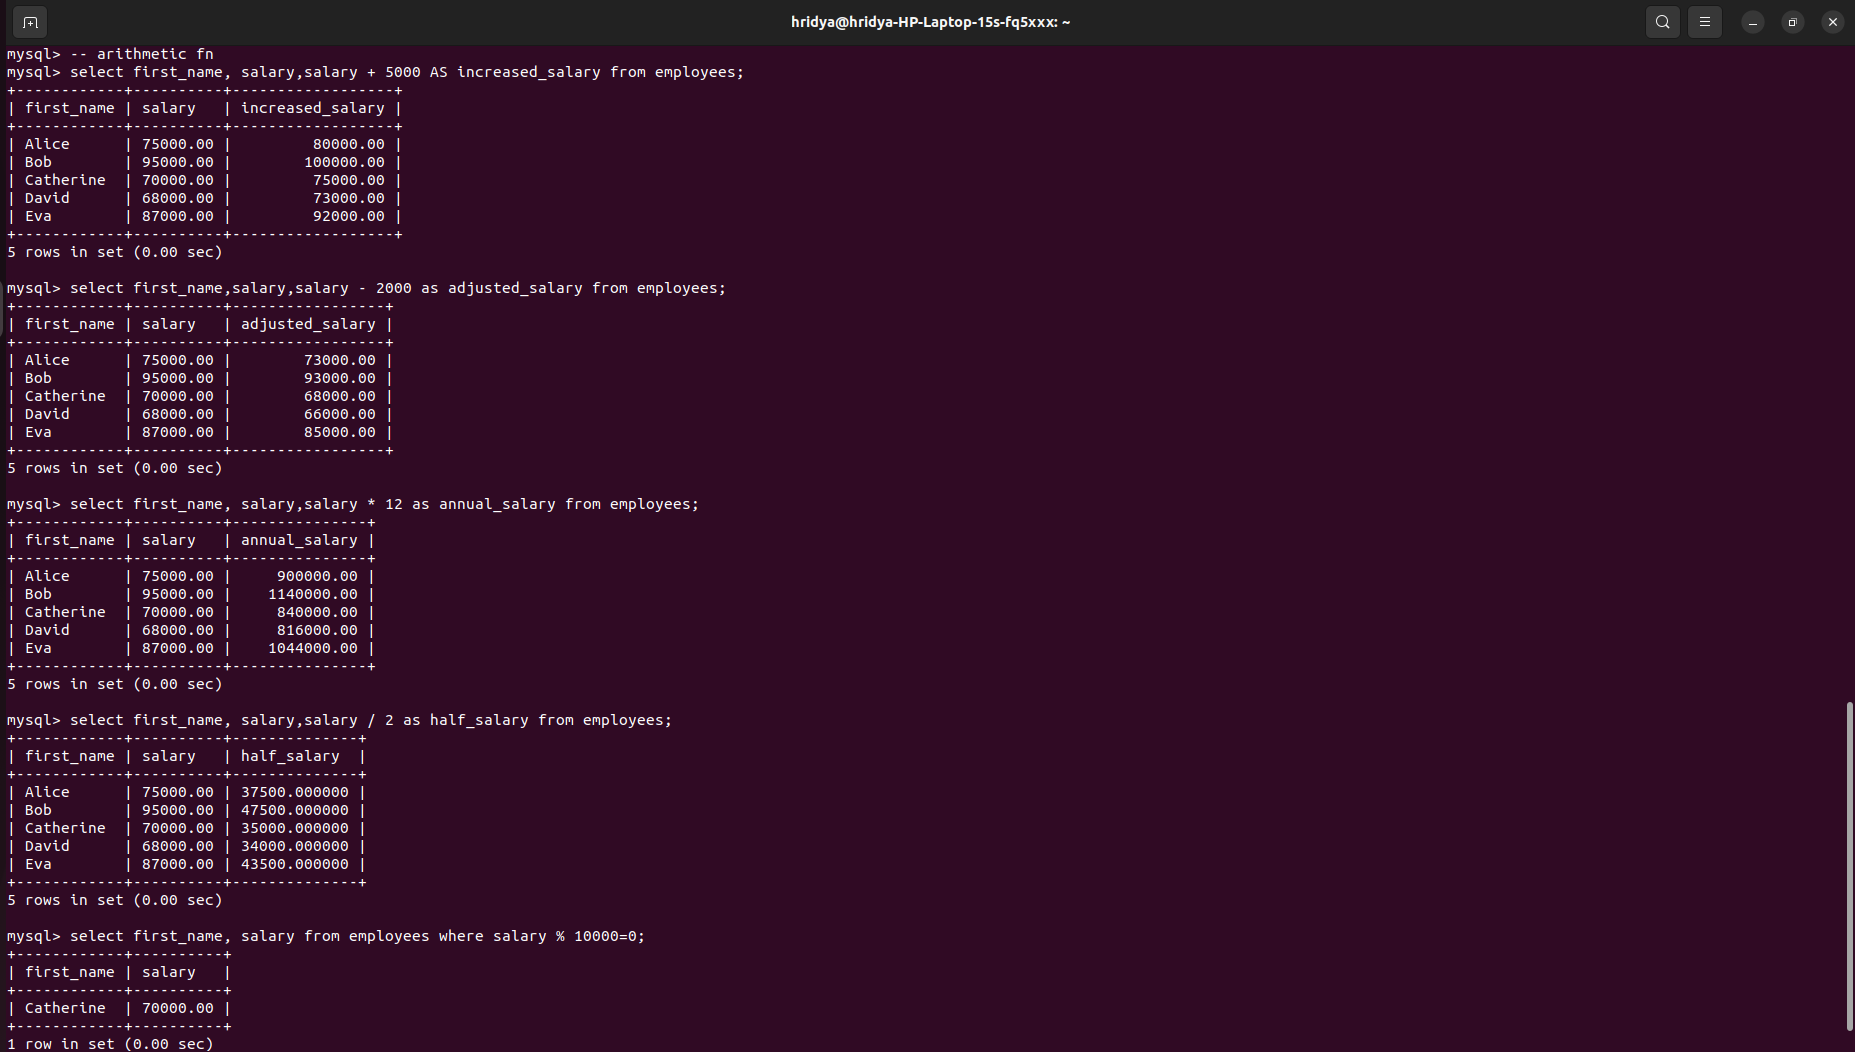 hridya@hridya-HP-Laptop-15s-fq5xxx: ~
mysql> -- arithmetic fn
mysql> select first_name, salary,salary + 5000 AS increased_salary from employees;
+------------+----------+------------------+
| first_name | salary   | increased_salary |
+------------+----------+------------------+
| Alice      | 75000.00 |         80000.00 |
| Bob        | 95000.00 |        100000.00 |
| Catherine  | 70000.00 |         75000.00 |
| David      | 68000.00 |         73000.00 |
| Eva        | 87000.00 |         92000.00 |
+------------+----------+------------------+
5 rows in set (0.00 sec)

mysql> select first_name,salary,salary - 2000 as adjusted_salary from employees;
+------------+----------+-----------------+
| first_name | salary   | adjusted_salary |
+------------+----------+-----------------+
| Alice      | 75000.00 |        73000.00 |
| Bob        | 95000.00 |        93000.00 |
| Catherine  | 70000.00 |        68000.00 |
| David      | 68000.00 |        66000.00 |
| Eva        | 87000.00 |        85000.00 |
+------------+----------+-----------------+
5 rows in set (0.00 sec)

mysql> select first_name, salary,salary * 12 as annual_salary from employees;
+------------+----------+---------------+
| first_name | salary   | annual_salary |
+------------+----------+---------------+
| Alice      | 75000.00 |     900000.00 |
| Bob        | 95000.00 |    1140000.00 |
| Catherine  | 70000.00 |     840000.00 |
| David      | 68000.00 |     816000.00 |
| Eva        | 87000.00 |    1044000.00 |
+------------+----------+---------------+
5 rows in set (0.00 sec)

mysql> select first_name, salary,salary / 2 as half_salary from employees;
+------------+----------+--------------+
| first_name | salary   | half_salary  |
+------------+----------+--------------+
| Alice      | 75000.00 | 37500.000000 |
| Bob        | 95000.00 | 47500.000000 |
| Catherine  | 70000.00 | 35000.000000 |
| David      | 68000.00 | 34000.000000 |
| Eva        | 87000.00 | 43500.000000 |
+------------+----------+--------------+
5 rows in set (0.00 sec)

mysql> select first_name, salary from employees where salary % 10000=0;
+------------+----------+
| first_name | salary   |
+------------+----------+
| Catherine  | 70000.00 |
+------------+----------+
1 row in set (0.00 sec)